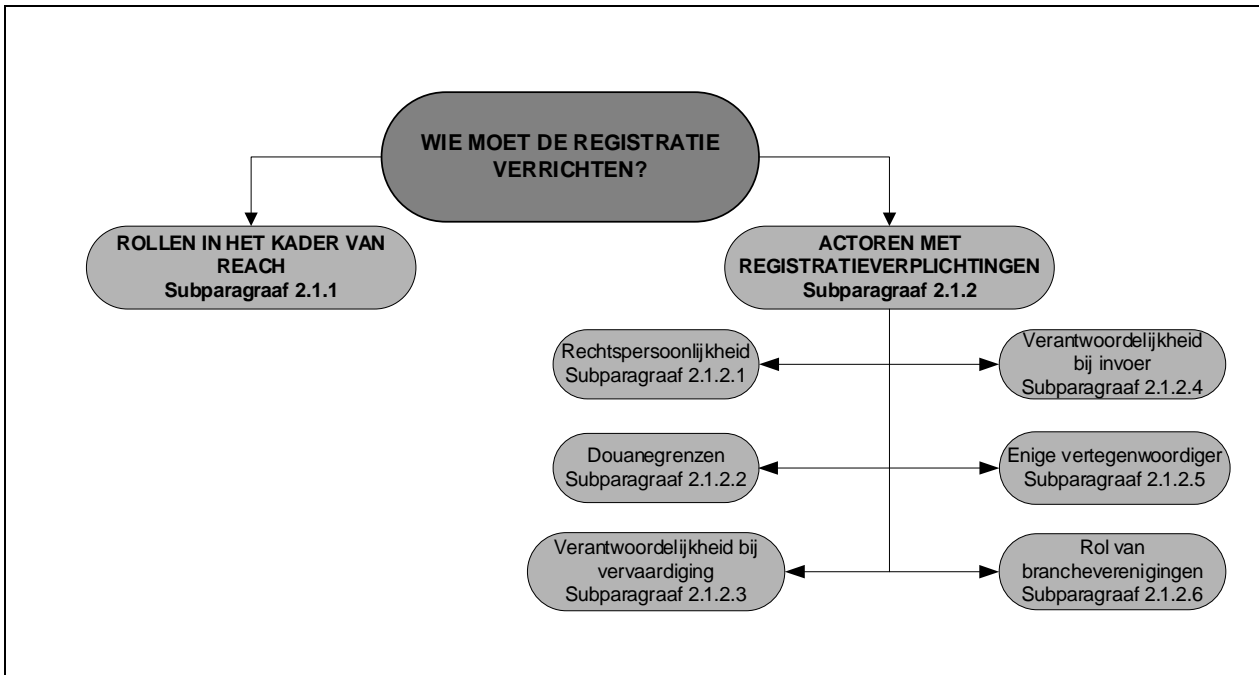 WIE MOET DE REGISTRATIE
VERRICHTEN?
ROLLEN IN HET KADER VAN
REACH
Subparagraaf 2.1.1
ACTOREN MET
REGISTRATIEVERPLICHTINGEN
Subparagraaf 2.1.2
Rechtspersoonlijkheid
Subparagraaf 2.1.2.1
Verantwoordelijkheid
bij invoer
Subparagraaf 2.1.2.4
Douanegrenzen
Subparagraaf 2.1.2.2
Enige vertegenwoordiger
Subparagraaf 2.1.2.5
Verantwoordelijkheid bij
vervaardiging
Subparagraaf 2.1.2.3
Rol van
brancheverenigingen
Subparagraaf 2.1.2.6